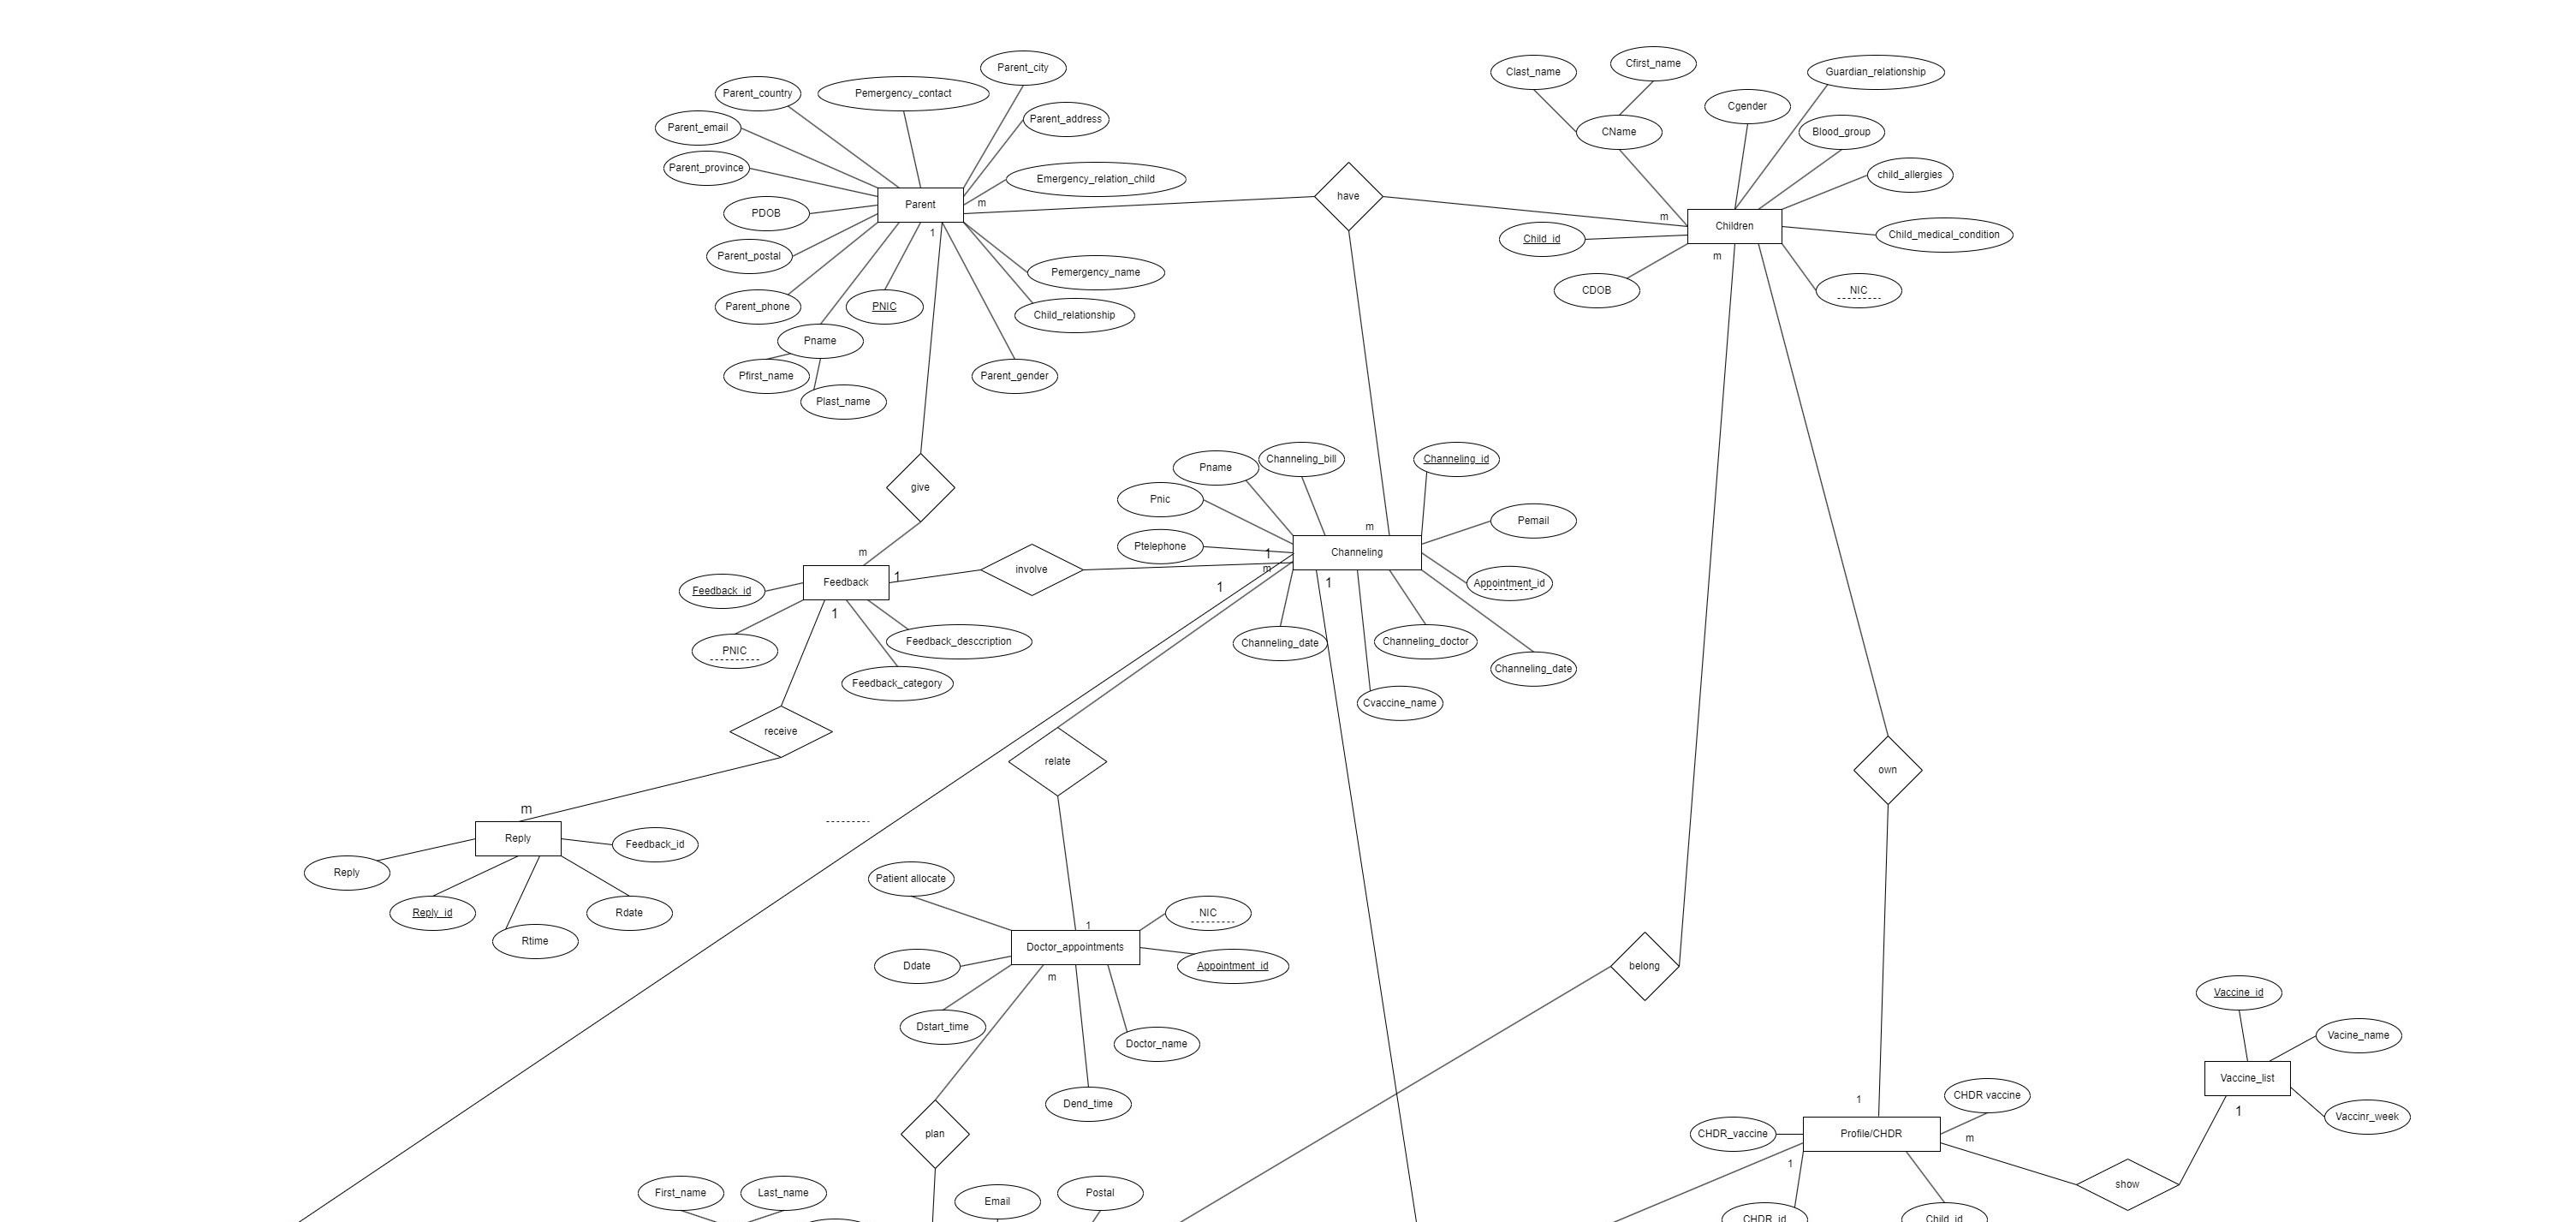 Parent_city
Cfirst_name
Clast_name
Guardian_relationship
Parent_country
Pemergency_contact
Cgender
Parent_address
Parent_email
CName
Blood_group
Parent_province
Emergency_relation_child
child_allergies
have
Parent
m
PDOB
m
Children
1
Child_id
Child_medical_condition
Parent_postal
m
Pemergency_name
CDOB
NIC
Parent_phone
PNIC
Child_relationship
Pname
Pfirst_name
Parent_gender
Plast_name
Channeling_bill
Channeling_id
Pname
give
Pnic
Pemail
m
Ptelephone
1
Channeling
m
involve
m
1
Feedback
1
1
Appointment_id
Feedback_id
1
Feedback_desccription
Channeling_date
Channeling_doctor
PNIC
Channeling_date
Feedback_category
Cvaccine_name
receive
relate
own
m
Reply
Feedback_id
Reply
Patient allocate
Reply_id
Rdate
NIC
1
Rtime
Doctor_appointments
Ddate
Appointment_id
belong
m
Vaccine_id
Dstart_time
Vacine_name
Doctor_name
Vaccine_list
Dend_time
1
CHDR vaccine
1
Vaccinr_week
plan
CHDR_vaccine
Profile/CHDR
m
1
show
First_name
Last_name
Email
Postal
CHDR_id
Child_id